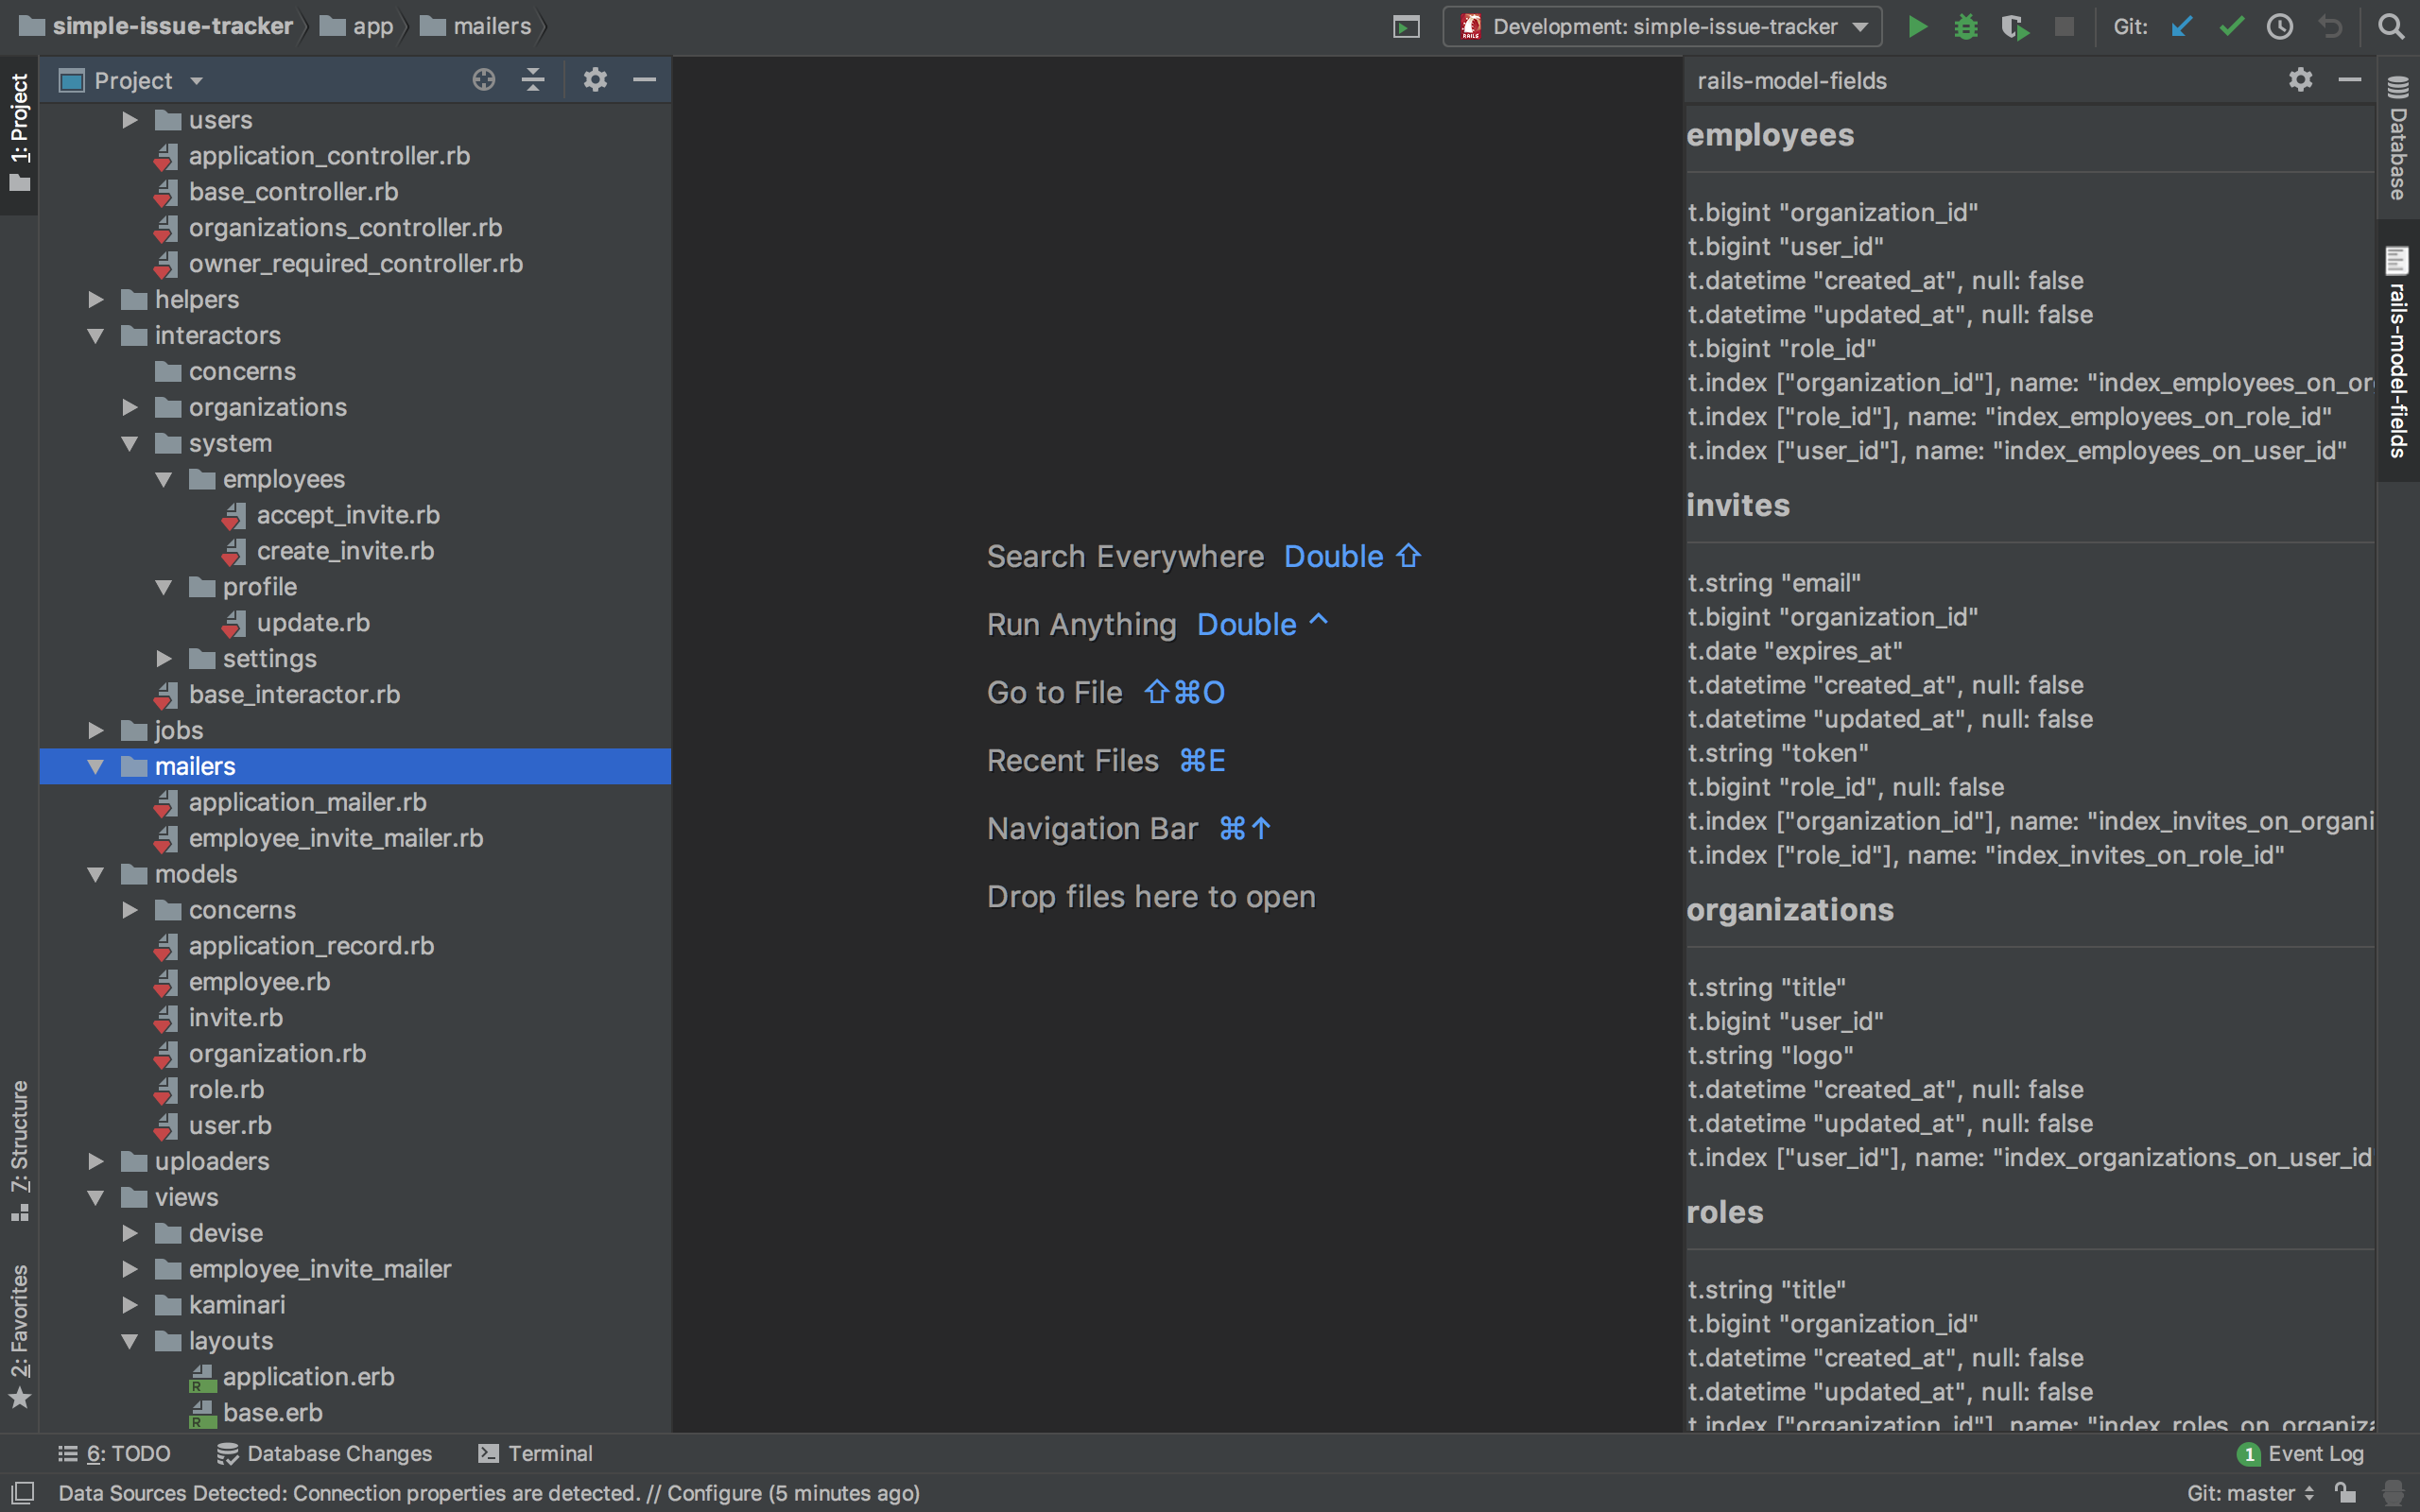 simple-issue-tracker
app
mailers
Development: simple-issue-tracker
Git:
1: Project
7: Structure
2: Favorites
Project
users
application_controller.rb
base_controller.rb
organizations_controller.rb
owner_required_controller.rb
helpers
interactors
concerns
organizations
system
employees
accept_invite.rb
create_invite.rb
profile
update.rb
settings
base_interactor.rb
jobs
mailers
application_mailer.rb
employee_invite_mailer.rb
models
concerns
application_record.rb
employee.rb
invite.rb
organization.rb
role.rb
user.rb
uploaders
views
devise
employee_invite_mailer
kaminari
layouts
application.erb
base.erb
Search Everywhere Double ⇧
Run Anything Double ^
Go to File ⇧⌘O
Recent Files ⌘E
Navigation Bar ⌘↑
Drop files here to open
rails-model-fields
employees
t.bigint "organization_id"
t.bigint "user_id"
t.datetime "created_at", null: false
t.datetime "updated_at", null: false
t.bigint "role_id"
t.index ["organization_id"], name: "index_employees_on_or
t.index ["role_id"], name: "index_employees_on_role_id"
t.index ["user_id"], name: "index_employees_on_user_id"
invites
t.string "email"
t.bigint "organization_id"
t.date "expires_at"
t.datetime "created_at", null: false
t.datetime "updated_at", null: false
t.string "token"
t.bigint "role_id", null: false
t.index ["organization_id"], name: "index_invites_on_organi
t.index ["role_id"], name: "index_invites_on_role_id"
organizations
t.string "title"
t.bigint "user_id"
t.string "logo"
t.datetime "created_at", null: false
t.datetime "updated_at", null: false
t.index ["user_id"], name: "index_organizations_on_user_id
roles
t.string "title"
t.bigint "organization_id"
t.datetime "created_at", null: false
t.datetime "updated_at", null: false
t.index ["organization_id"], name: "index_roles_on_organiza
Database
rails-model-fields
6: TODO
Database Changes
Terminal
1 Event Log
Data Sources Detected: Connection properties are detected. // Configure (5 minutes ago)
Git: master